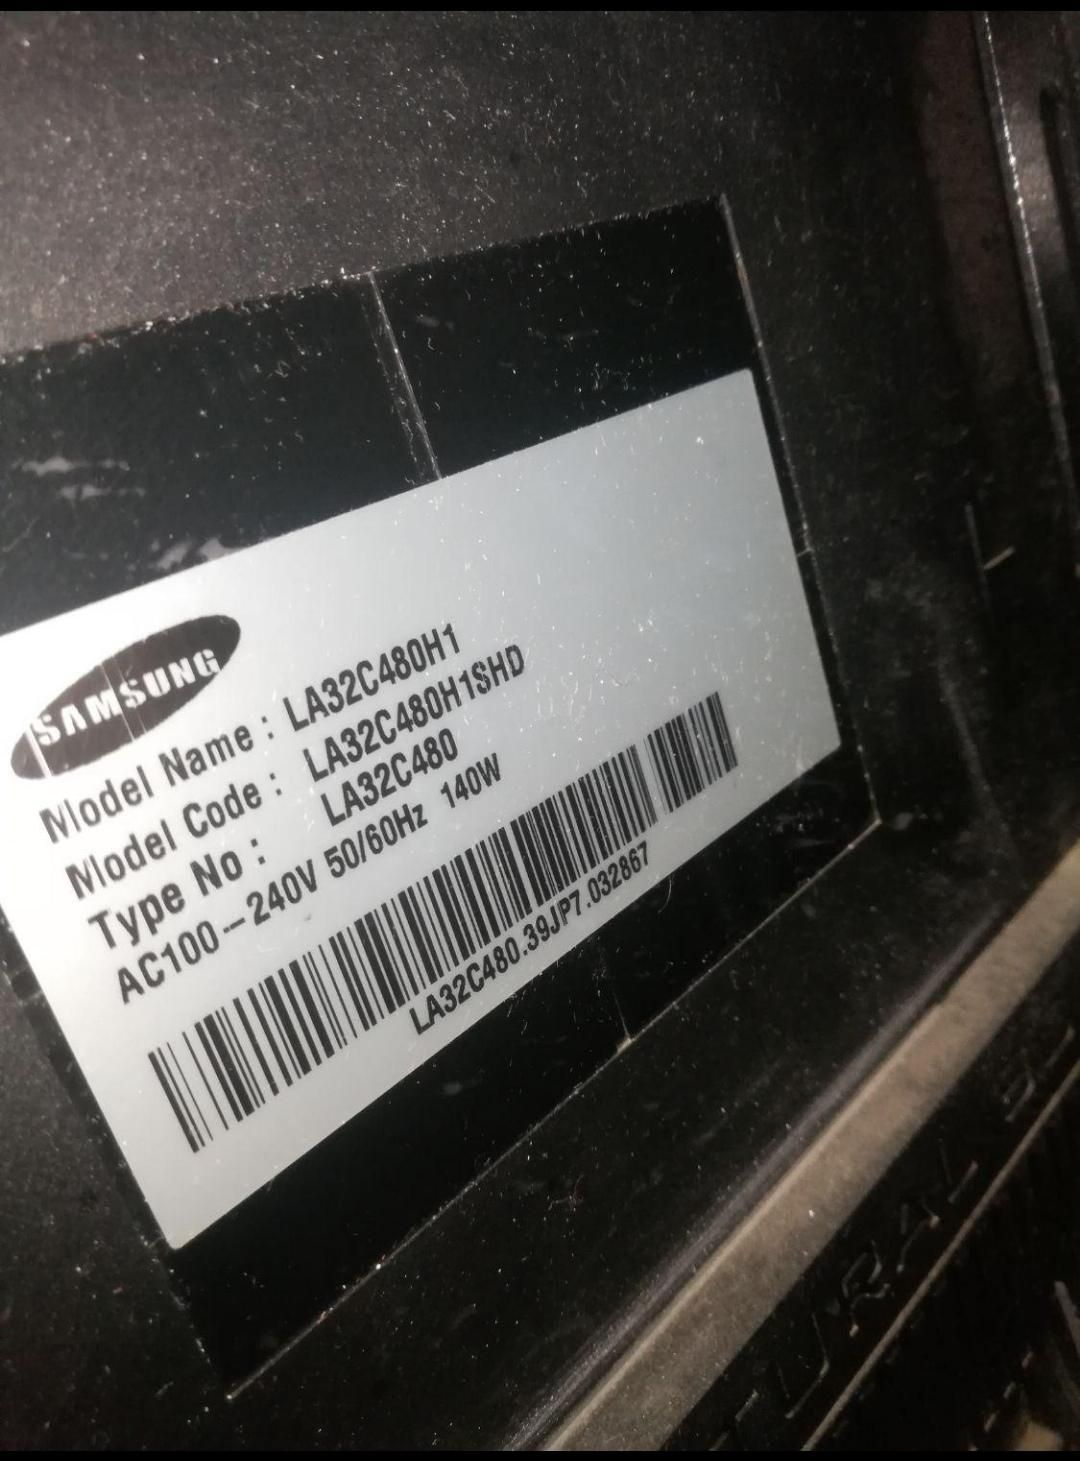 SAMSUNG
Model Name : LA32C480H1
Model Code : LA32C480H1SHD
Type No : LA32C480
AC100~240V 50/60Hz 140W
LA32C480.39JP7.032867